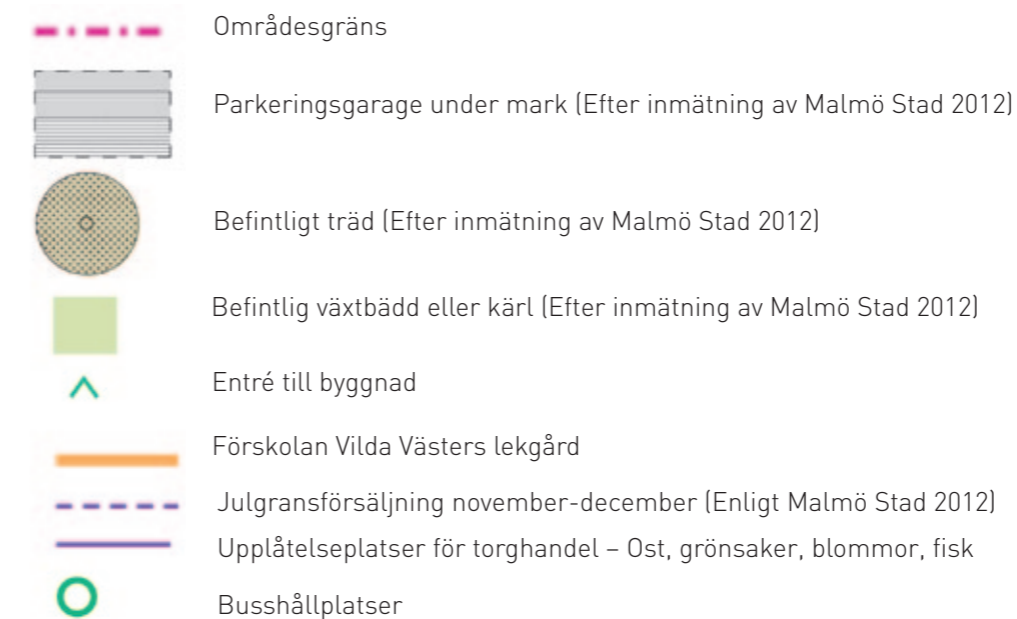 Områdesgräns
Parkeringsgarage under mark (Efter inmätning av Malmö Stad 2012)
Befintligt träd (Efter inmätning av Malmö Stad 2012)
Befintlig växtbädd eller kärl (Efter inmätning av Malmö Stad 2012)
Entré till byggnad
Förskolan Vilda Västers lekgård
Julgransförsäljning november-december (Enligt Malmö Stad 2012)
Upplåtelseplatser för torghandel – Ost, grönsaker, blommor, fisk
Busshållplatser